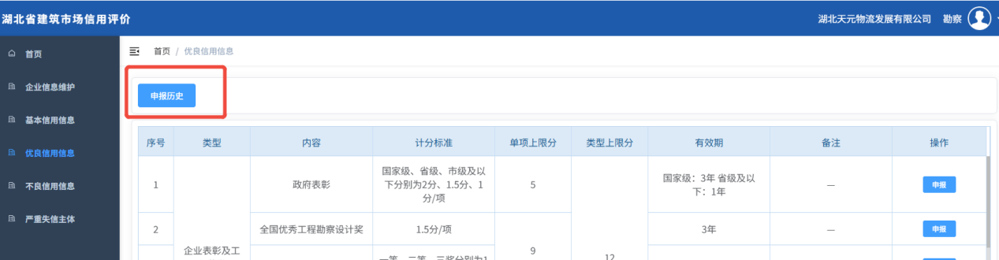 湖北省建筑市场信用评价
湖北天元物流发展有限公司 勘察
首页
首页 / 优良信用信息
企业信息维护
基本信用信息
优良信用信息
不良信用信息
严重失信主体
申报历史
序号 类型 内容 计分标准 单项上限分 类型上限分 有效期 备注 操作
1 政府表彰 国家级、省级、市级及以
下分别为2分、1.5分、1
分/项 5 国家级：3年 省级及以
下：1年 — 申报
2 全国优秀工程勘察设计奖 1.5分/项 3年 — 申报
企业表彰及工
9
12
一等、二等、三奖分别为1